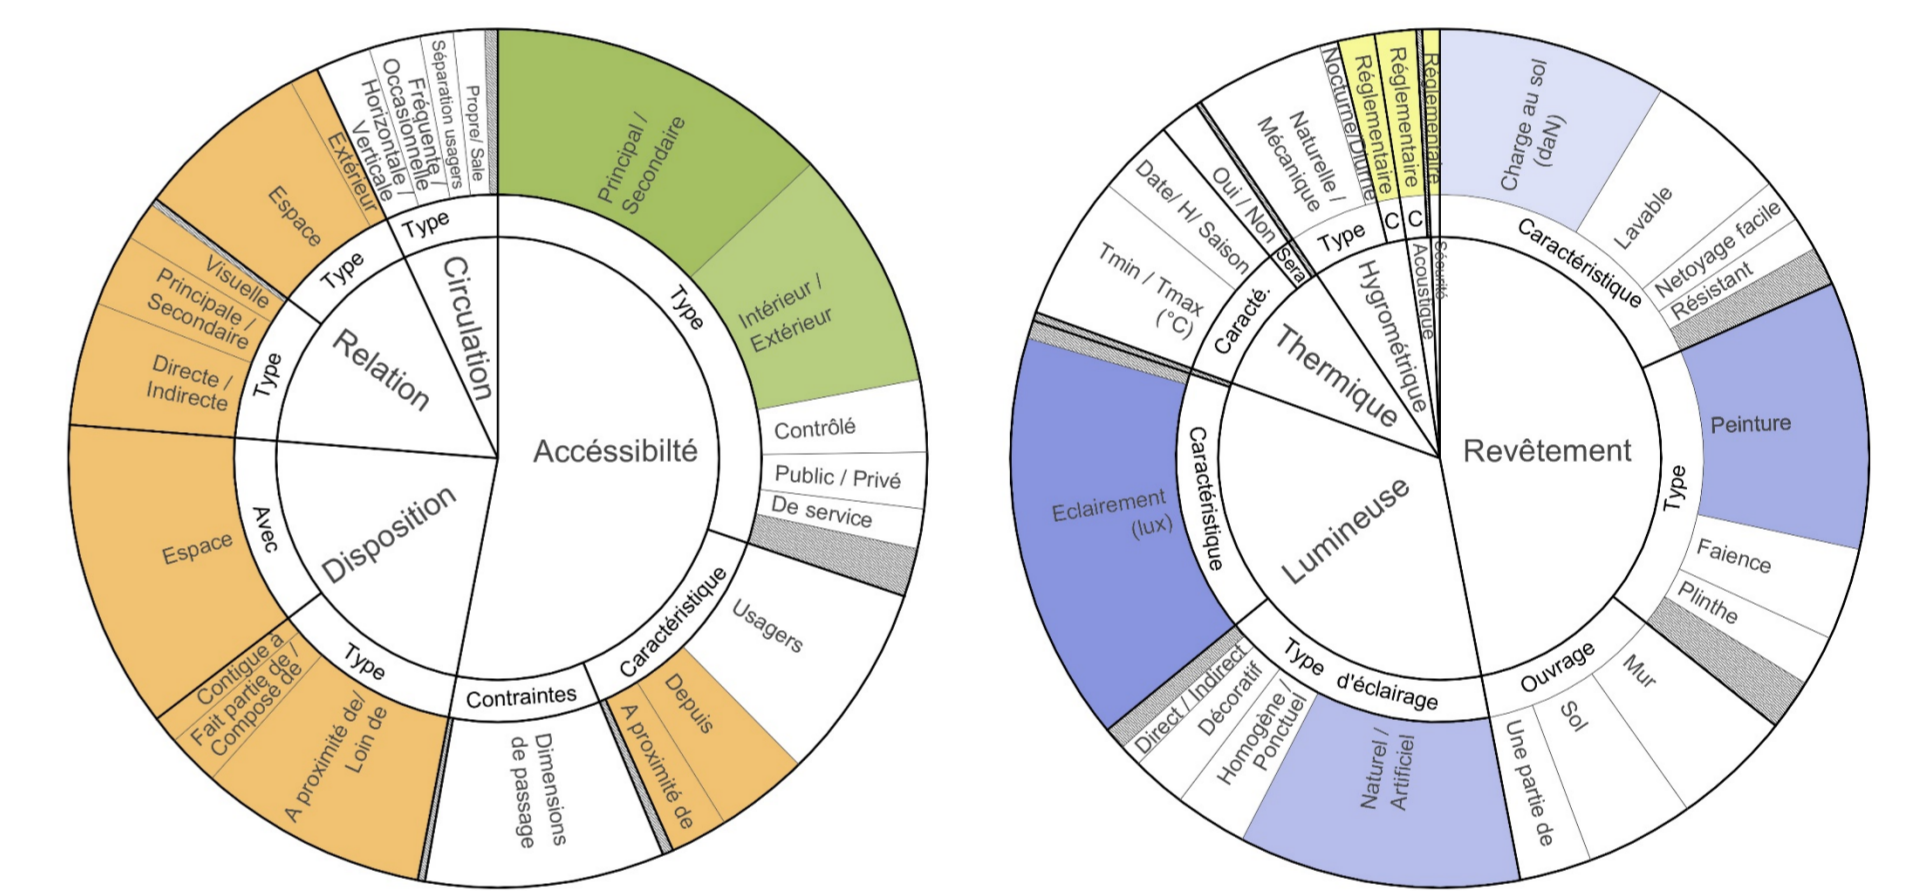 Accéssibilté
Type
Principal /
Secondaire
Intérieur /
Extérieur
Contrôlé
Public / Privé
De service
Caractéristique
Usagers
Depuis
A proximité de
Contraintes
Dimensions
de passage
Disposition
Type
A proximité de/
Loin de
Fait partie de /
Composé de
Contigue à
Avec
Espace
Relation
Type
Directe /
Indirecte
Principale /
Secondaire
Visuelle
Type
Espace
Extérieur
Circulation
Type
Horizontale /
Verticale
Fréquente /
Occasionnelle
Séparation usagers
Propre/ Sale
Revêtement
Caractéristique
Charge au sol
(daN)
Lavable
Netoyage facile
Résistant
Type
Peinture
Faience
Plinthe
Ouvrage
Mur
Sol
Une partie de
Lumineuse
Type d'éclairage
Naturel /
Artificiel
Homogène /
Ponctuel
Décoratif
Direct / Indirect
Caractéristique
Eclairement
(lux)
Thermique
Caracté.
Tmin / Tmax
(°C)
Date/ H/ Saison
Sera
Oui / Non
Hygrométrique
Type
Naturelle /
Mécanique
Nocturne/Diurne
C
Réglementaire
Acoustique
C
Réglementaire
Sécurité
Réglementaire